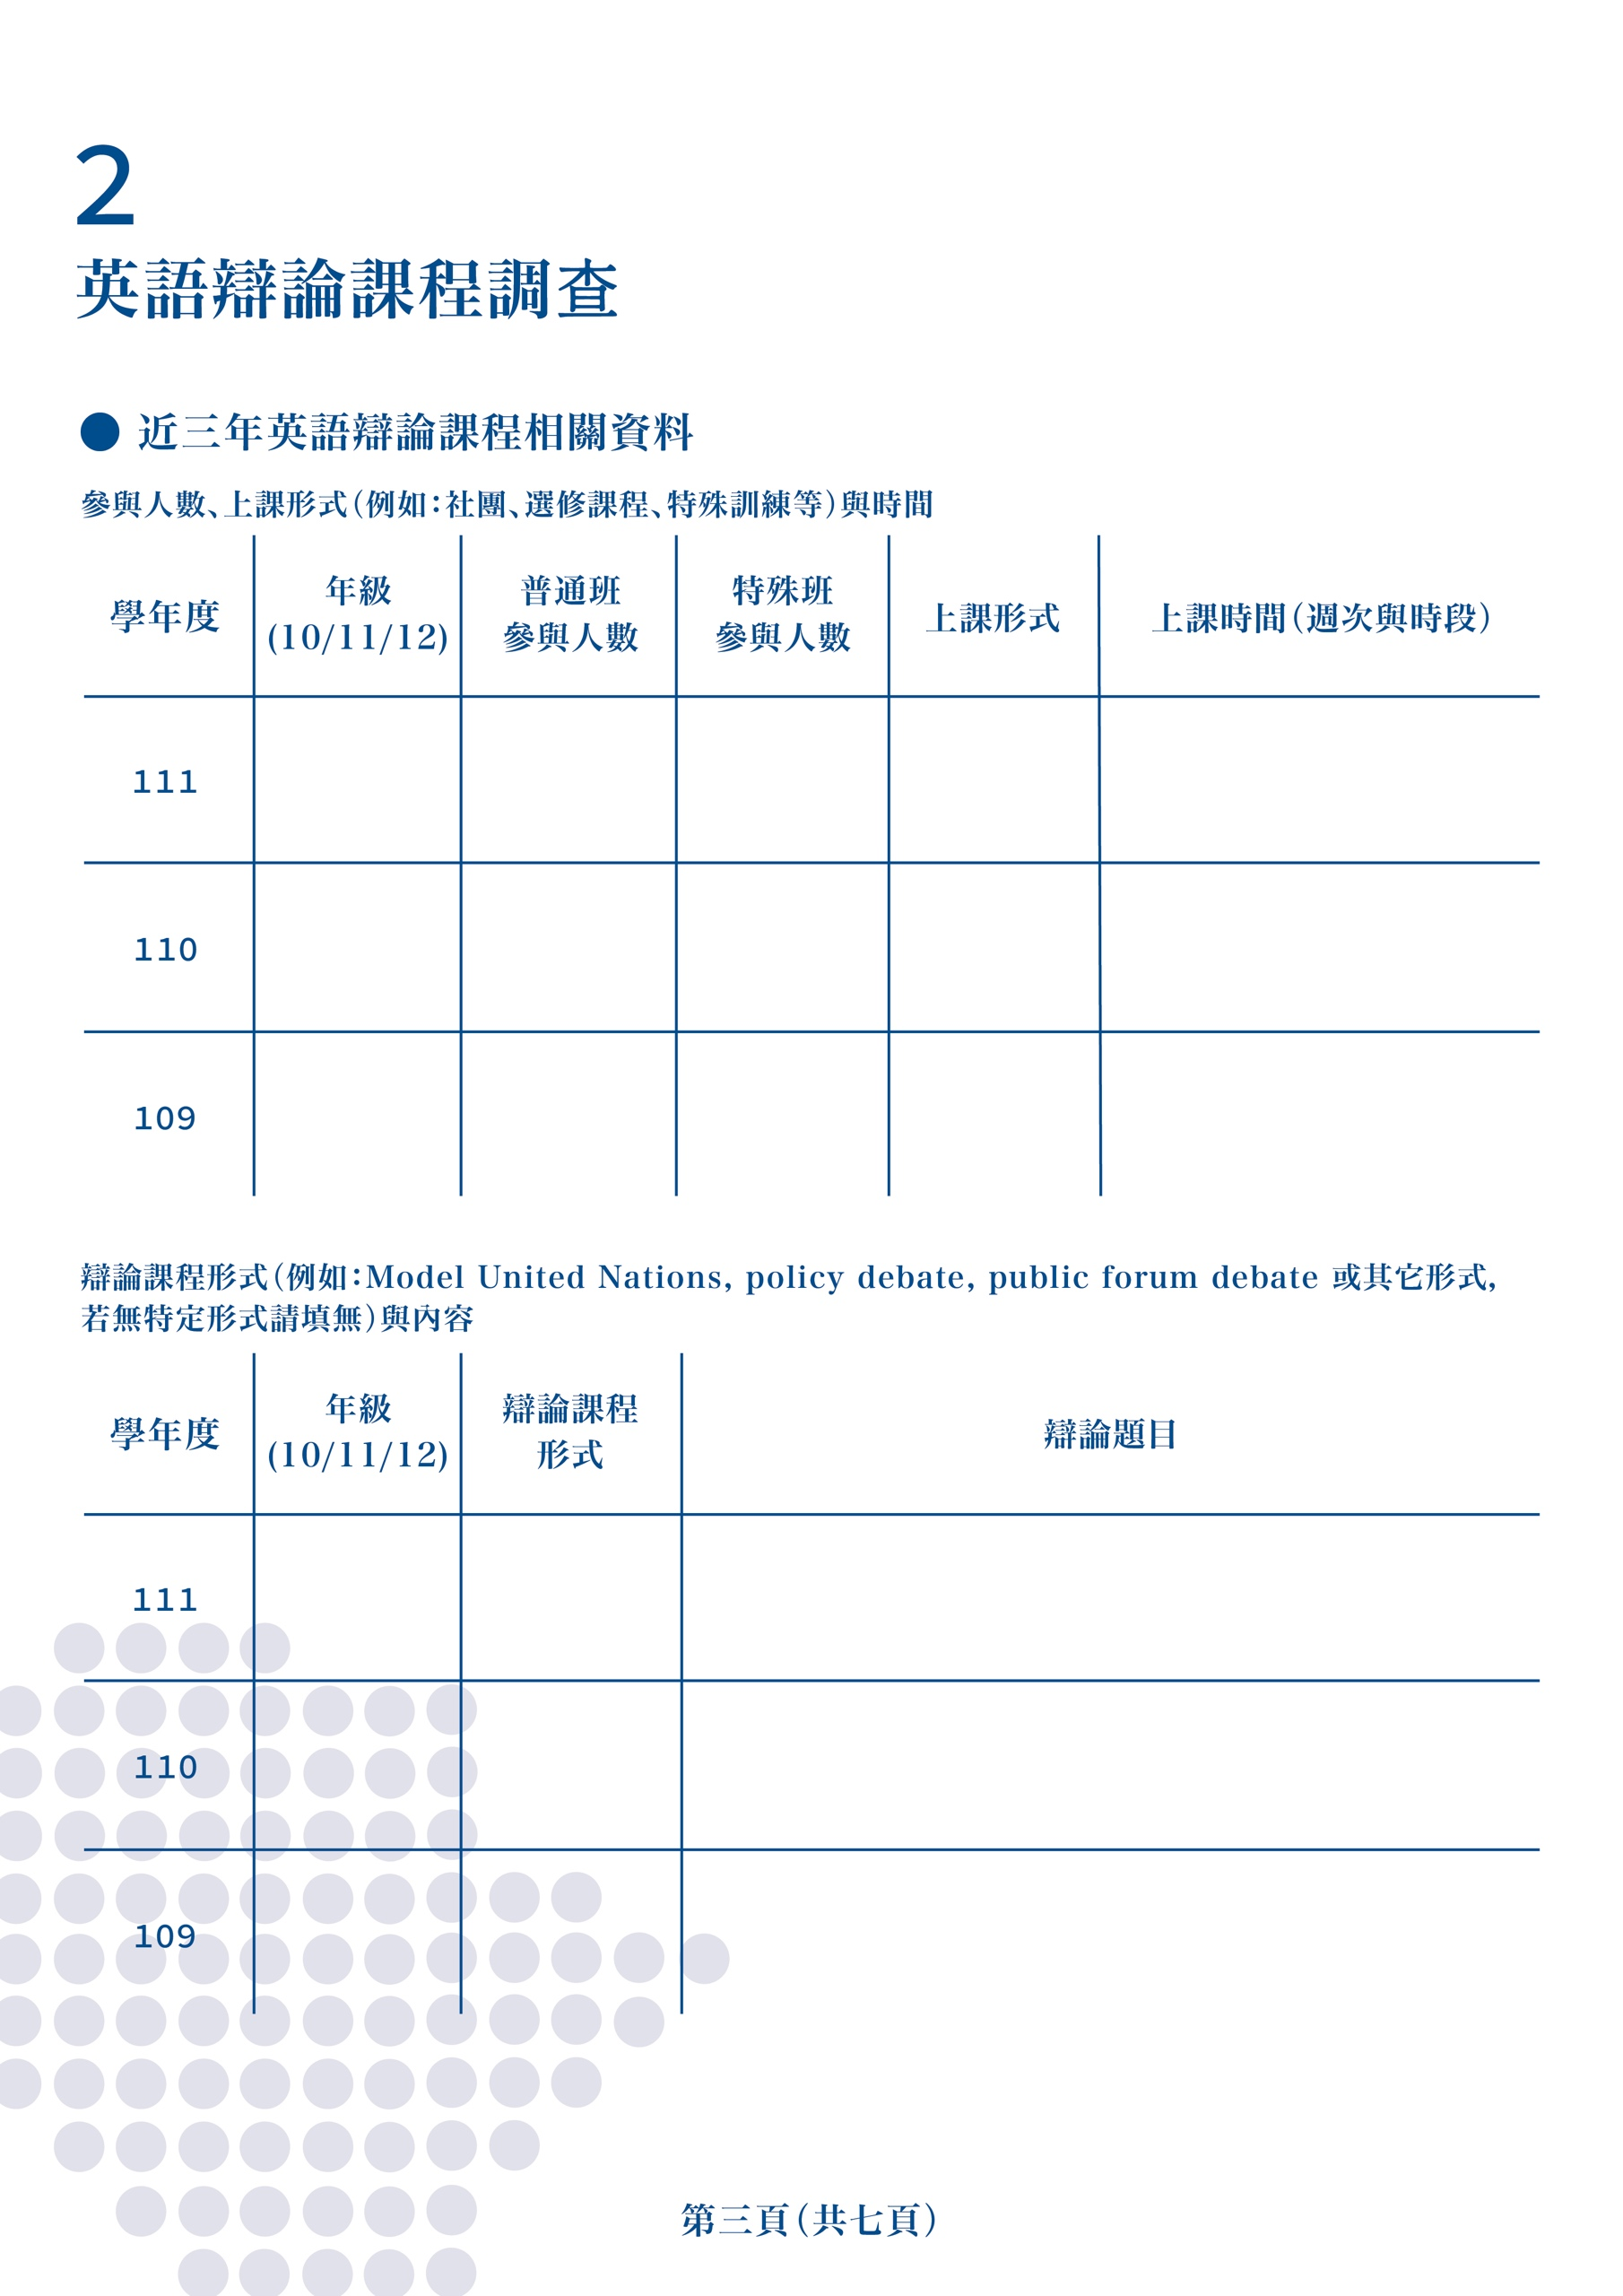 2
英語辯論課程調查
近三年英語辯論課程相關資料
參與人數、上課形式(例如:社團、選修課程、特殊訓練等)與時間
學年度 年級 (10/11/12) 普通班 參與人數 特殊班 參與人數 上課形式 上課時間(週次與時段)
111
110
109
辯論課程形式(例如:Model United Nations, policy debate, public forum debate 或其它形式,
若無特定形式請填無)與內容
學年度 年級 (10/11/12) 辯論課程 形式 辯論題目
111
110
109
第三頁(共七頁)